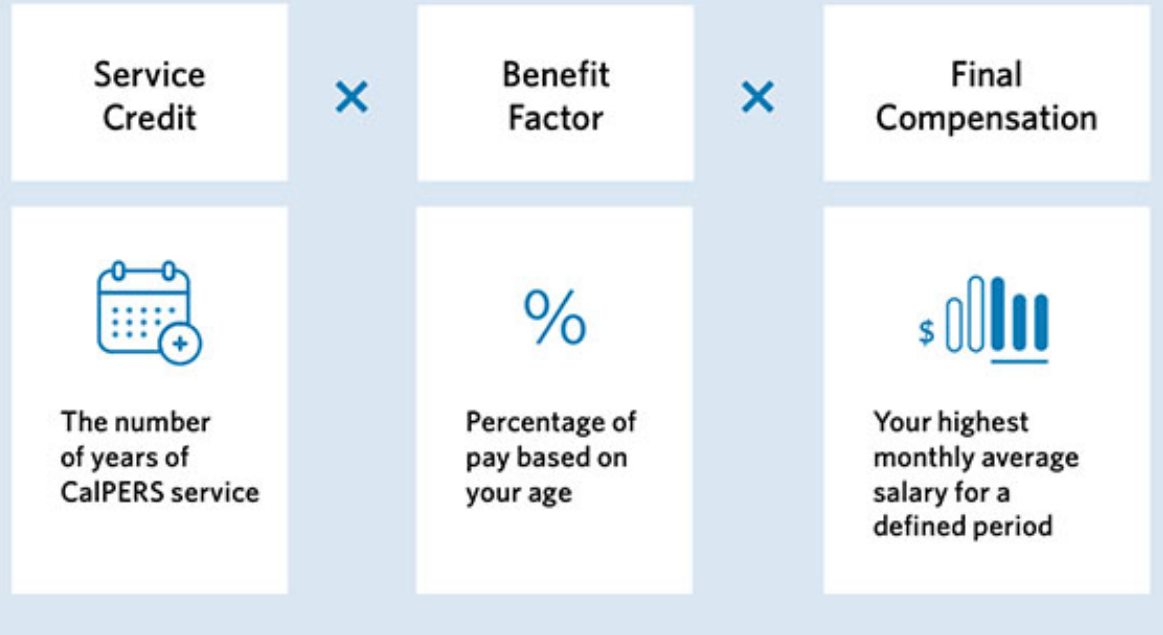 Service
Credit
×
Benefit
Factor
×
Final
Compensation
The number
of years of
CalPERS service
%
Percentage of
pay based on
your age
$
Your highest
monthly average
salary for a
defined period